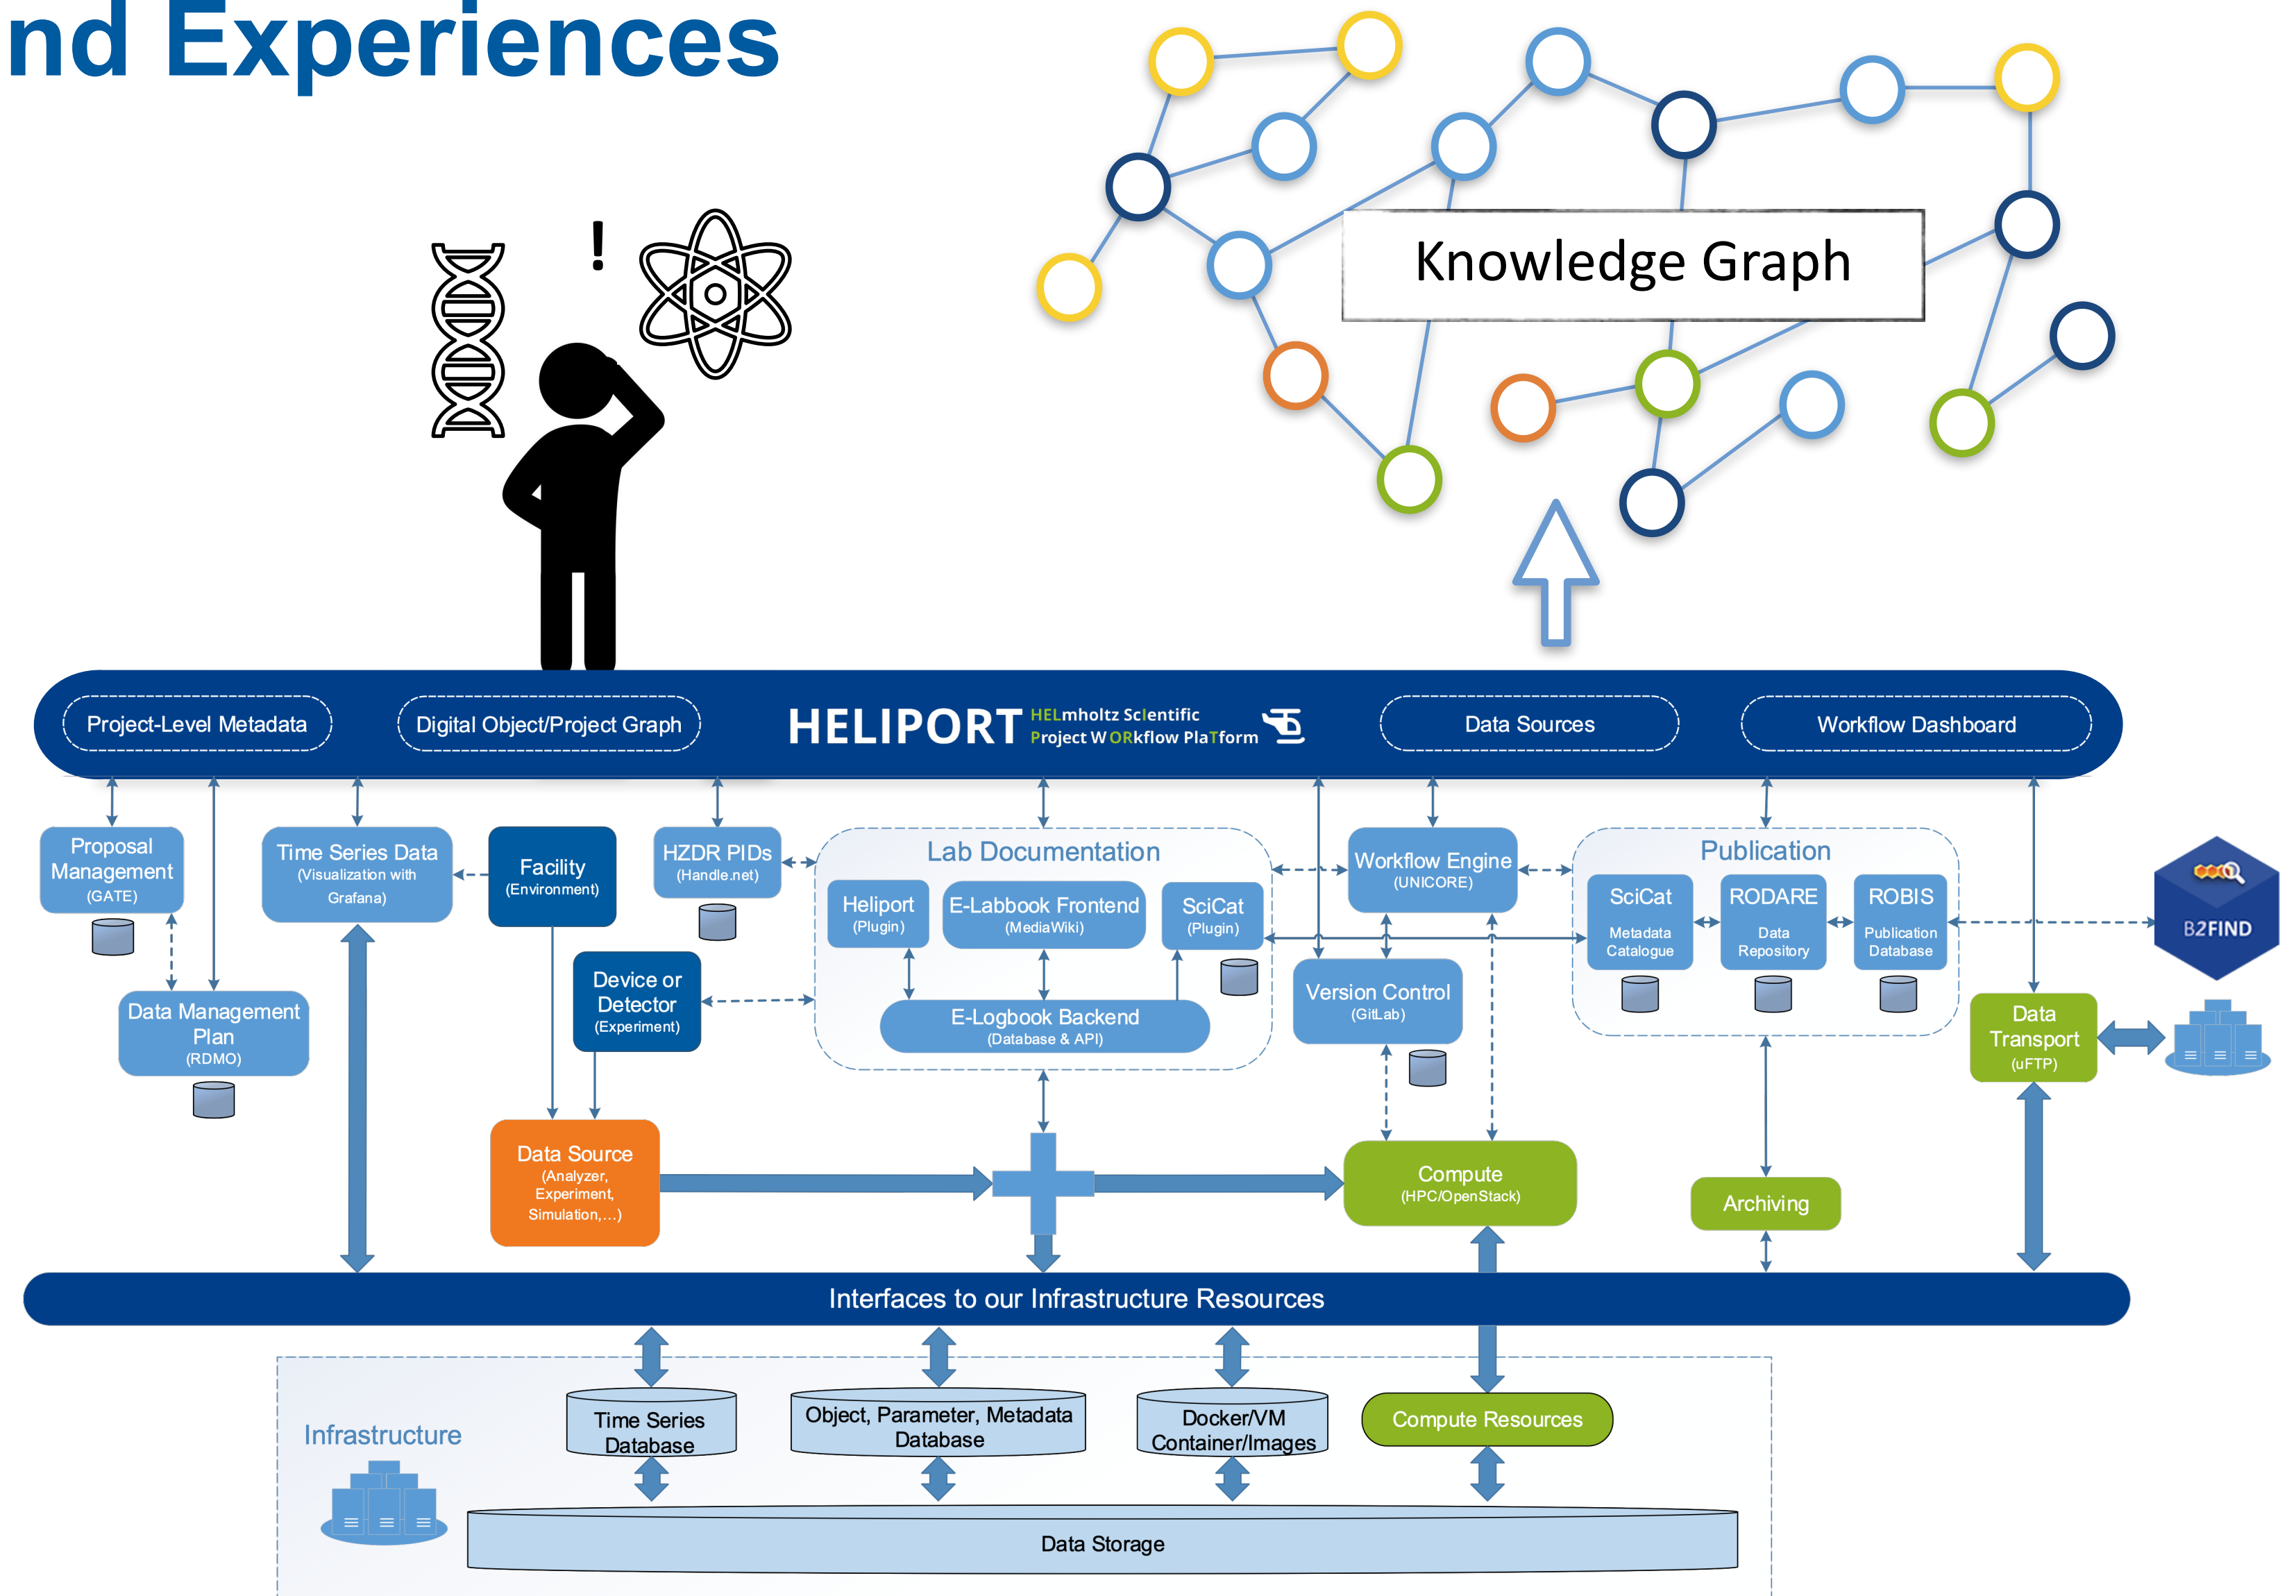 nd Experiences
!
Knowledge Graph
Project-Level Metadata
Digital Object/Project Graph
HELIPORT
HELmholtz ScIentific
Project WORkflow PlaTform
Data Sources
Workflow Dashboard
Proposal
Management
(GATE)
Time Series Data
(Visualization with
Grafana)
Facility
(Environment)
HZDR PIDs
(Handle.net)
Lab Documentation
Heliport
(Plugin)
E-Labbook Frontend
(MediaWiki)
SciCat
(Plugin)
E-Logbook Backend
(Database & API)
Workflow Engine
(UNICORE)
Publication
SciCat
Metadata
Catalogue
RODARE
Data
Repository
ROBIS
Publication
Database
B2FIND
Device or
Detector
(Experiment)
Version Control
(GitLab)
Data Management
Plan
(RDMO)
Data
Transport
(uFTP)
Data Source
(Analyzer,
Experiment,
Simulation,...)
Compute
(HPC/OpenStack)
Archiving
Interfaces to our Infrastructure Resources
Infrastructure
Time Series
Database
Object, Parameter, Metadata
Database
Docker/VM
Container/Images
Compute Resources
Data Storage